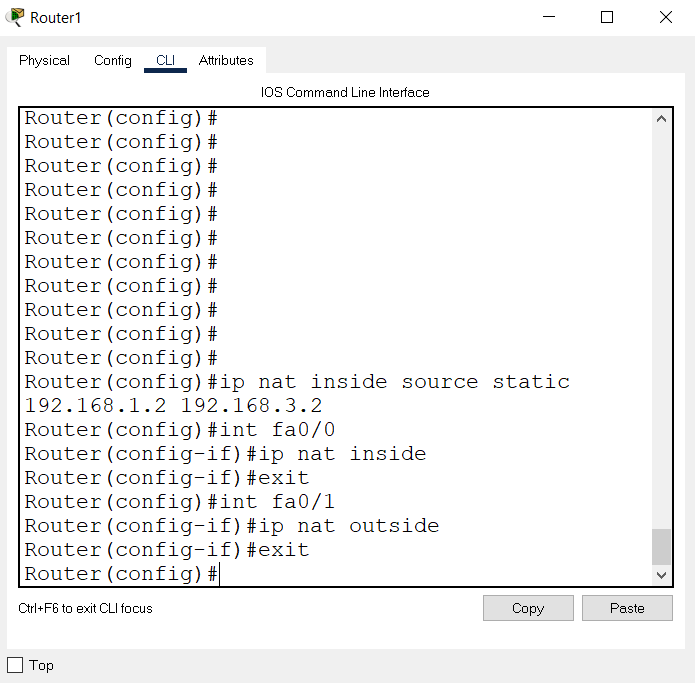 Router1
Physical Config CLI Attributes
IOS Command Line Interface
Router(config)#
Router(config)#
Router(config)#
Router(config)#
Router(config)#
Router(config)#
Router(config)#
Router(config)#
Router(config)#
Router(config)#
Router(config)#
Router(config)#ip nat inside source static
192.168.1.2 192.168.3.2
Router(config)#int fa0/0
Router(config-if)#ip nat inside
Router(config-if)#exit
Router(config)#int fa0/1
Router(config-if)#ip nat outside
Router(config-if)#exit
Router(config)#
Ctrl+F6 to exit CLI focus Copy Paste
Top